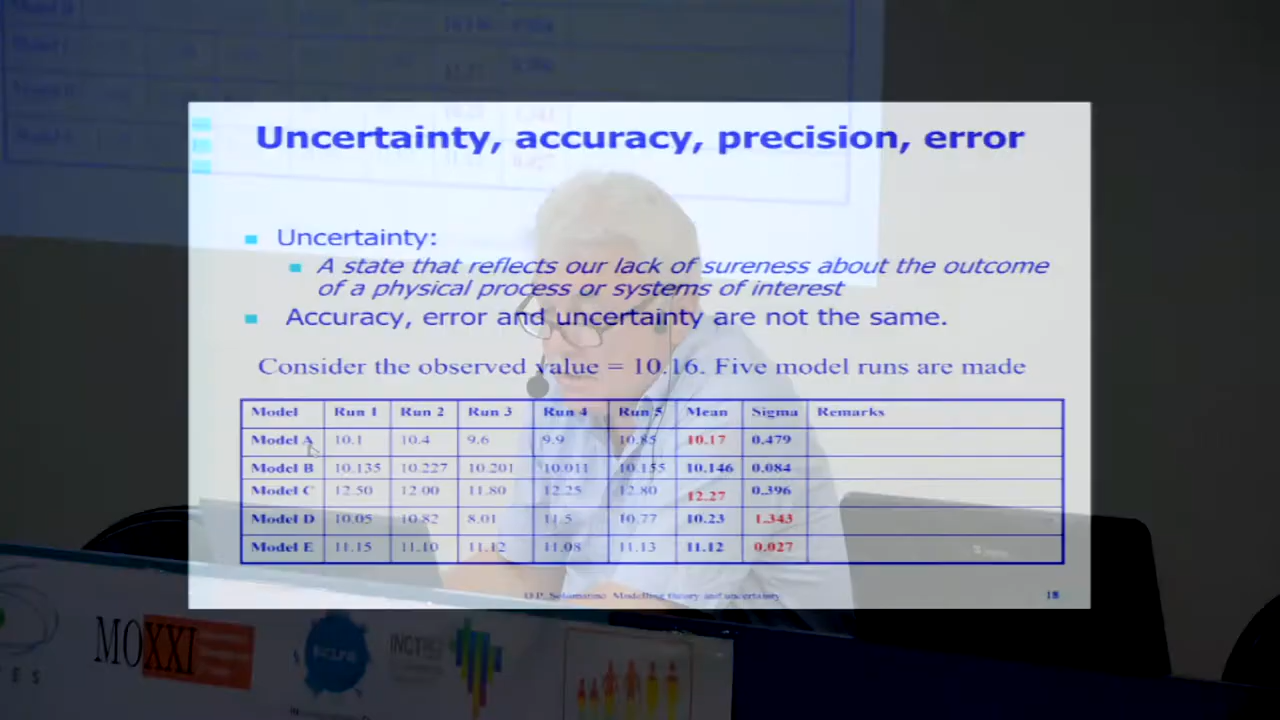 Uncertainty, accuracy, precision, error
Uncertainty:
A state that reflects our lack of sureness about the outcome
of a physical process or systems of interest
Accuracy, error and uncertainty are not the same.
Consider the observed value = 10.16. Five model runs are made
Model Run 1 Run 2 Run 3 Run 4 Run 5 Mean Sigma Remarks
Model A 10.1 10.4 9.6 9.9 10.85 10.17 0.479
Model B 10.135 10.227 10.201 10.011 10.155 10.146 0.084
Model C 12.50 12.00 11.80 12.25 12.80 12.27 0.396
Model D 10.05 10.82 8.01 11.5 10.77 10.23 1.343
Model E 11.15 11.10 11.12 11.08 11.13 11.12 0.027
D.P. Solomatine. Modelling theory and uncertainty
18
MOXXI